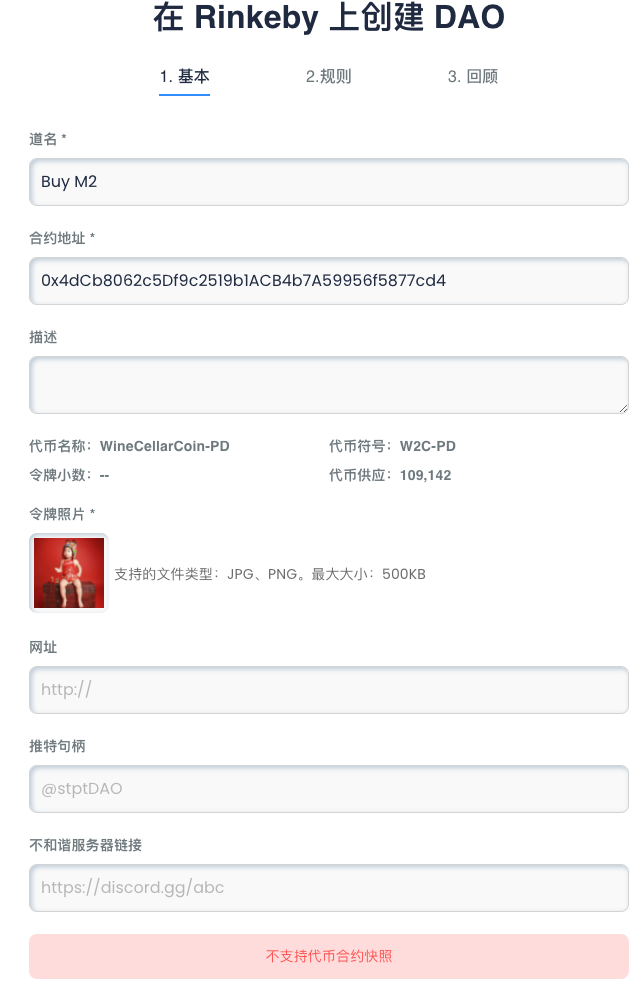 在 Rinkeby 上创建 DAO
1. 基本 2.规则 3. 回顾
道名 *
Buy M2
合约地址 *
0x4dCb8062c5Df9c2519b1ACB4b7A59956f5877cd4
描述
代币名称：WineCellarCoin-PD 代币符号：W2C-PD
令牌小数：-- 代币供应：109,142
令牌照片 *
支持的文件类型：JPG、PNG。最大大小：500KB
网址
http://
推特句柄
@stptDAO
不和谐服务器链接
https://discord.gg/abc
不支持代币合约快照